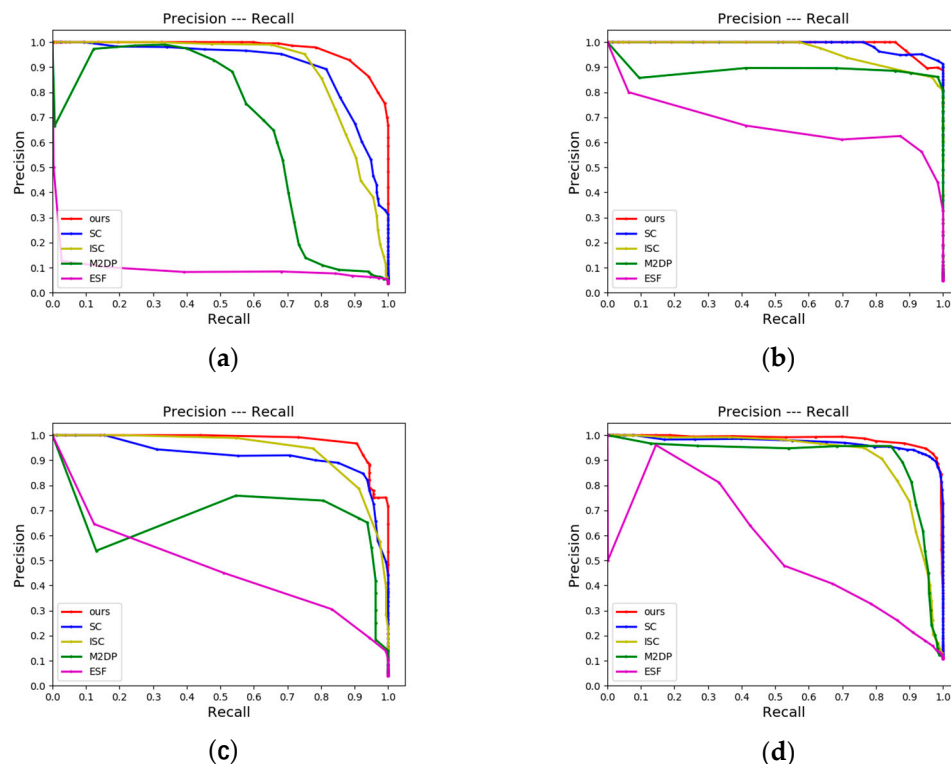 Precision --- Recall
1.0
0.9
0.8
0.7
0.6
0.5
0.4
0.3
0.2
0.1
0.0
Precision
ours
SC
ISC
M2DP
ESF
0.0 0.1 0.2 0.3 0.4 0.5 0.6 0.7 0.8 0.9 1.0
Recall
(a)
Precision --- Recall
1.0
0.9
0.8
0.7
0.6
0.5
0.4
0.3
0.2
0.1
0.0
Precision
ours
SC
ISC
M2DP
ESF
0.0 0.1 0.2 0.3 0.4 0.5 0.6 0.7 0.8 0.9 1.0
Recall
(b)
Precision --- Recall
1.0
0.9
0.8
0.7
0.6
0.5
0.4
0.3
0.2
0.1
0.0
Precision
ours
SC
ISC
M2DP
ESF
0.0 0.1 0.2 0.3 0.4 0.5 0.6 0.7 0.8 0.9 1.0
Recall
(c)
Precision --- Recall
1.0
0.9
0.8
0.7
0.6
0.5
0.4
0.3
0.2
0.1
0.0
Precision
ours
SC
ISC
M2DP
ESF
0.0 0.1 0.2 0.3 0.4 0.5 0.6 0.7 0.8 0.9 1.0
Recall
(d)